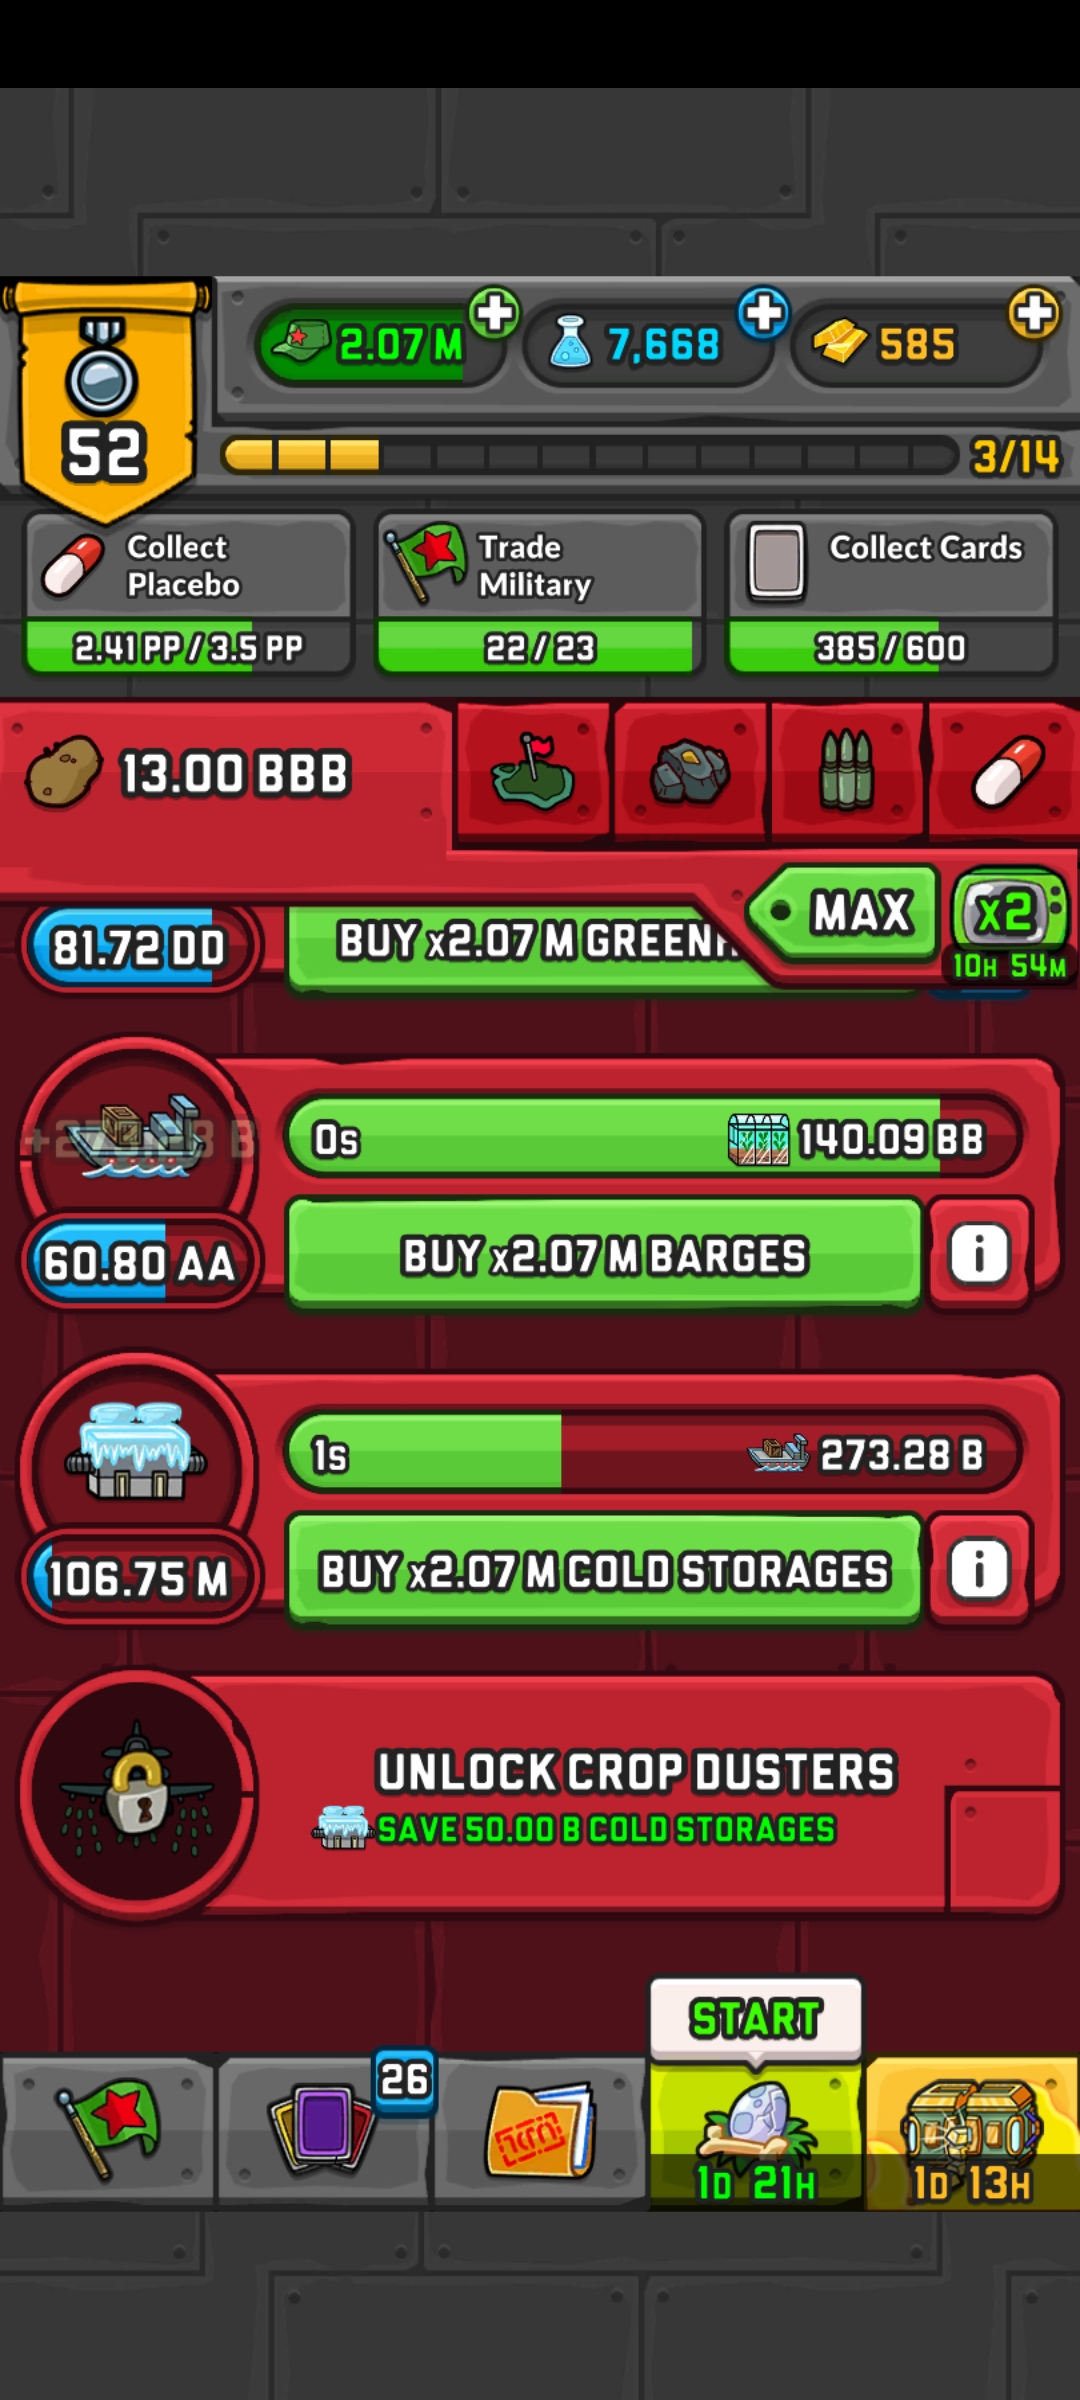 2.07 M
7,668
585
52
3/14
Collect
Placebo
2.41 PP / 3.5 PP
Trade
Military
22 / 23
Collect Cards
385 / 600
13.00 BBB
MAX
x2
10H 54M
81.72 DD
BUY x2.07 M GREENH
0s
140.09 BB
60.80 AA
BUY x2.07 M BARGES
i
1s
273.28 B
106.75 M
BUY x2.07 M COLD STORAGES
i
UNLOCK CROP DUSTERS
SAVE 50.00 B COLD STORAGES
START
26
1D 21H
1D 13H